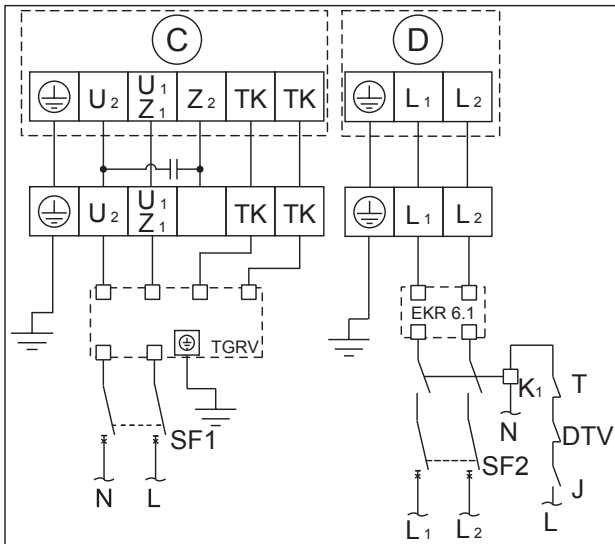 C D
U2 U1 Z1 Z2 TK TK L1 L2
U2 U1 Z1 TK TK L1 L2
EKR 6.1
TGRV
K1 T
N
DTV
SF1
SF2
J
N L
L1 L2 L